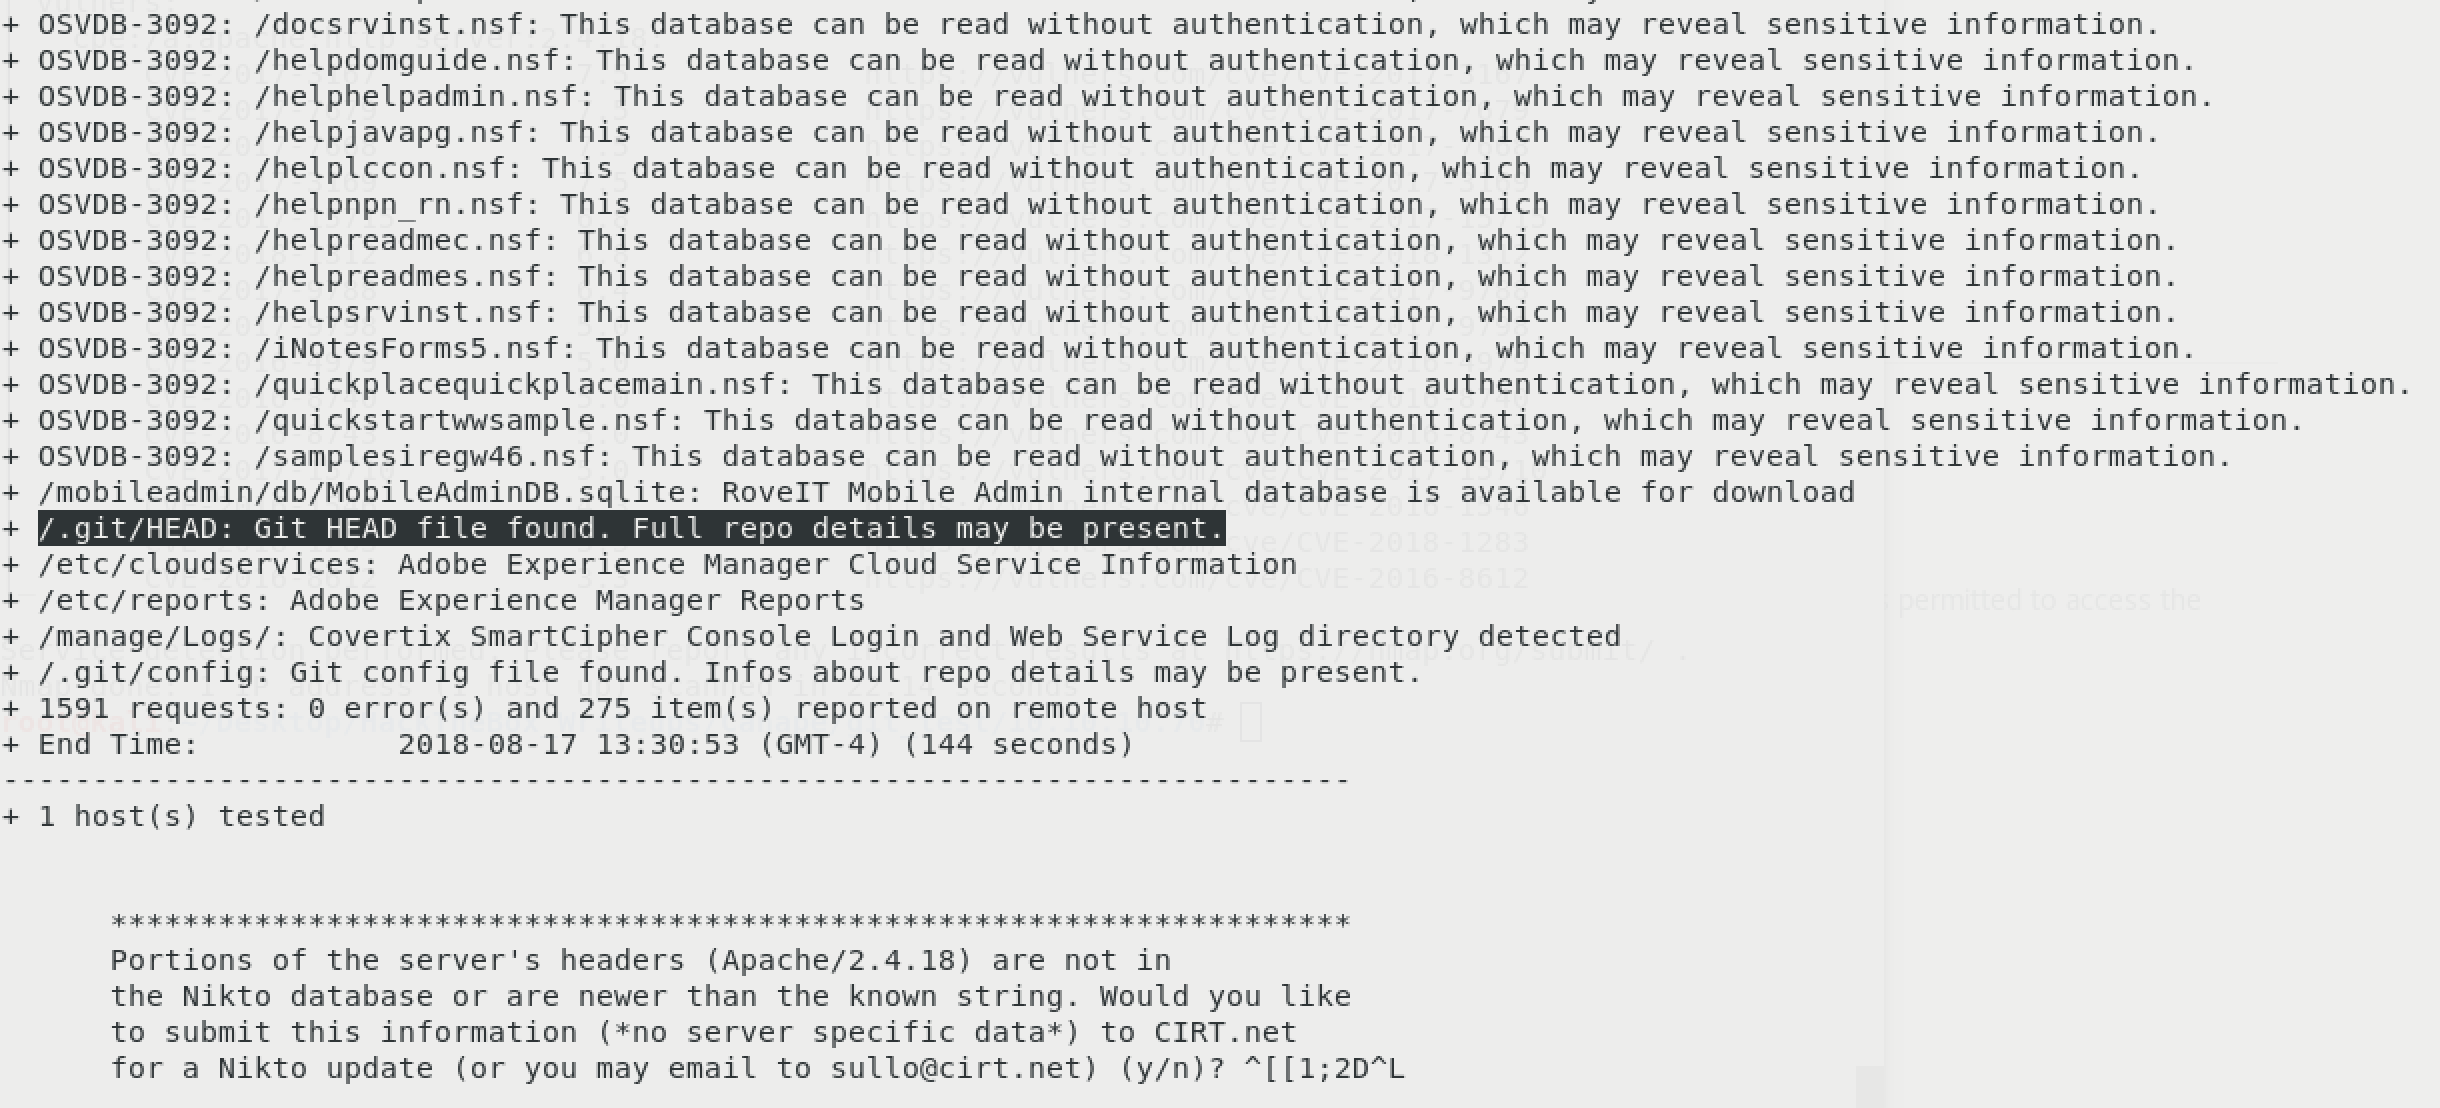 + OSVDB-3092: /docsrvinst.nsf: This database can be read without authentication, which may reveal sensitive information.
+ OSVDB-3092: /helpdomguide.nsf: This database can be read without authentication, which may reveal sensitive information.
+ OSVDB-3092: /helphelpadmin.nsf: This database can be read without authentication, which may reveal sensitive information.
+ OSVDB-3092: /helpjavapg.nsf: This database can be read without authentication, which may reveal sensitive information.
+ OSVDB-3092: /helplccon.nsf: This database can be read without authentication, which may reveal sensitive information.
+ OSVDB-3092: /helpnpn_rn.nsf: This database can be read without authentication, which may reveal sensitive information.
+ OSVDB-3092: /helpreadmec.nsf: This database can be read without authentication, which may reveal sensitive information.
+ OSVDB-3092: /helpreadmes.nsf: This database can be read without authentication, which may reveal sensitive information.
+ OSVDB-3092: /helpsrvinst.nsf: This database can be read without authentication, which may reveal sensitive information.
+ OSVDB-3092: /iNotesForms5.nsf: This database can be read without authentication, which may reveal sensitive information.
+ OSVDB-3092: /quickplacequickplacemain.nsf: This database can be read without authentication, which may reveal sensitive information.
+ OSVDB-3092: /quickstartwwsample.nsf: This database can be read without authentication, which may reveal sensitive information.
+ OSVDB-3092: /samplesiregw46.nsf: This database can be read without authentication, which may reveal sensitive information.
+ /mobileadmin/db/MobileAdminDB.sqlite: RoveIT Mobile Admin internal database is available for download
+ /.git/HEAD: Git HEAD file found. Full repo details may be present.
+ /etc/cloudservices: Adobe Experience Manager Cloud Service Information
+ /etc/reports: Adobe Experience Manager Reports
: permitted to access the
+ /manage/Logs/: Covertix SmartCipher Console Login and Web Service Log directory detected
+ /.git/config: Git config file found. Infos about repo details may be present.
+ 1591 requests: 0 error(s) and 275 item(s) reported on remote host
+ End Time:           2018-08-17 13:30:53 (GMT-4) (144 seconds)
---------------------------------------------------------------------------
+ 1 host(s) tested
*********************************************************************
Portions of the server's headers (Apache/2.4.18) are not in
the Nikto database or are newer than the known string. Would you like
to submit this information (*no server specific data*) to CIRT.net
for a Nikto update (or you may email to sullo@cirt.net) (y/n)? ^[[1;2D^L